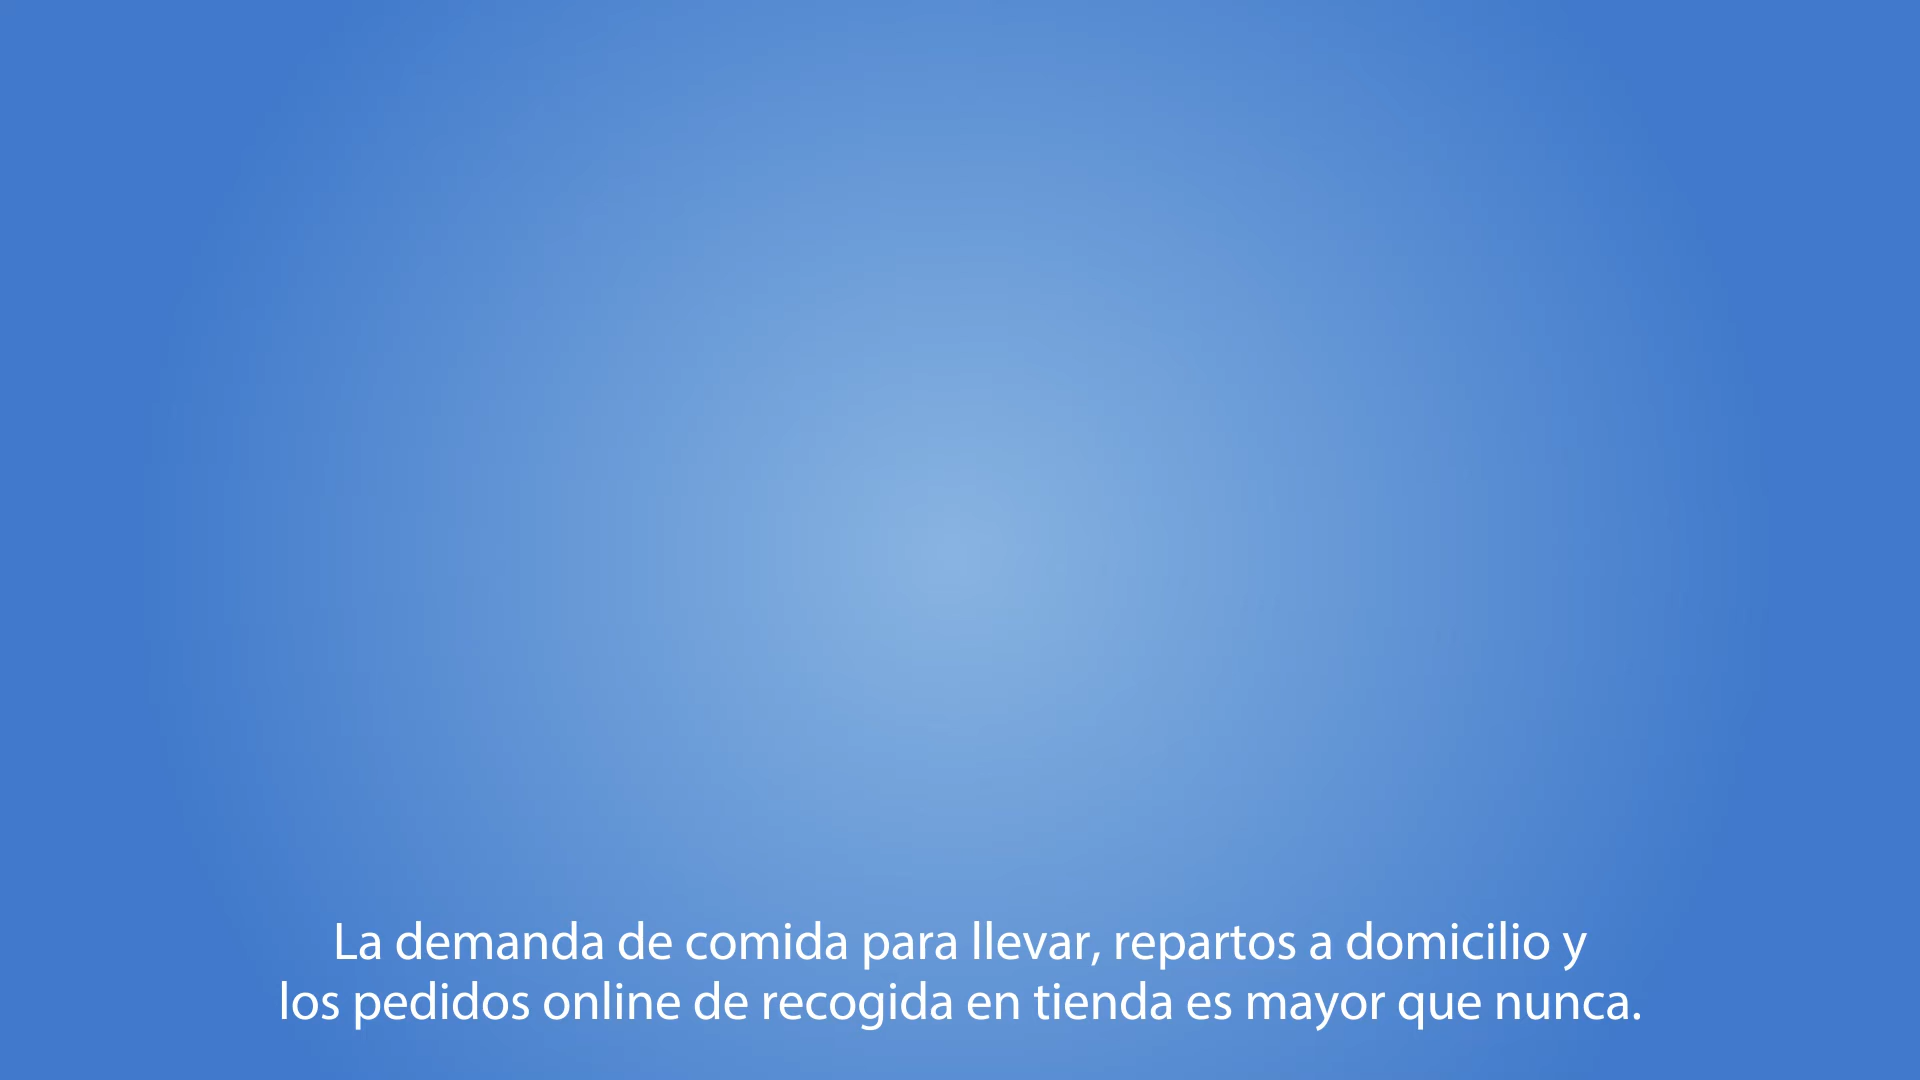 La demanda de comida para llevar, repartos a domicilio y
los pedidos online de recogida en tienda es mayor que nunca.